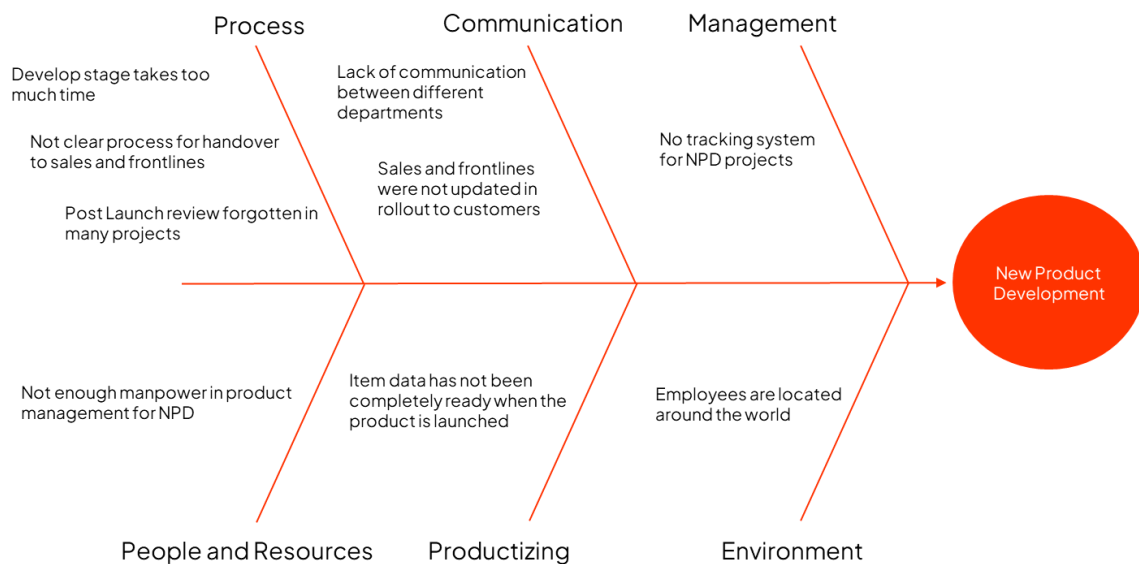 Process
Communication
Management
Develop stage takes too
much time
Not clear process for handover
to sales and frontlines
Post Launch review forgotten in
many projects
Lack of communication
between different
departments
Sales and frontlines
were not updated in
rollout to customers
No tracking system
for NPD projects
New Product
Development
Not enough manpower in product
management for NPD
Item data has not been
completely ready when the
product is launched
Employees are located
around the world
People and Resources
Productizing
Environment